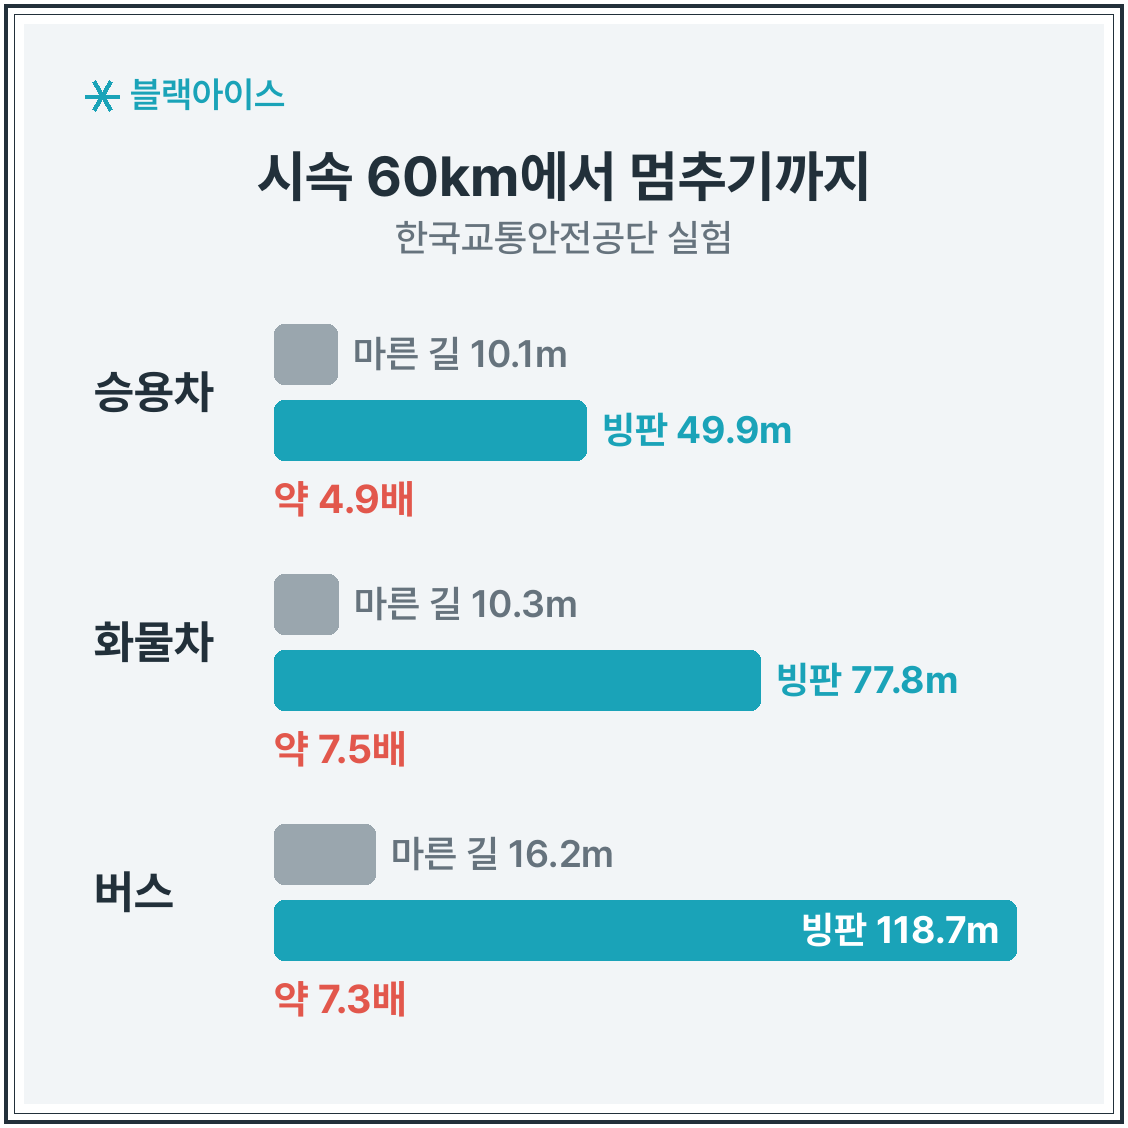 블랙아이스
시속 60km에서 멈추기까지
한국교통안전공단 실험
승용차
마른 길 10.1m
빙판 49.9m
약 4.9배
화물차
마른 길 10.3m
빙판 77.8m
약 7.5배
버스
마른 길 16.2m
빙판 118.7m
약 7.3배